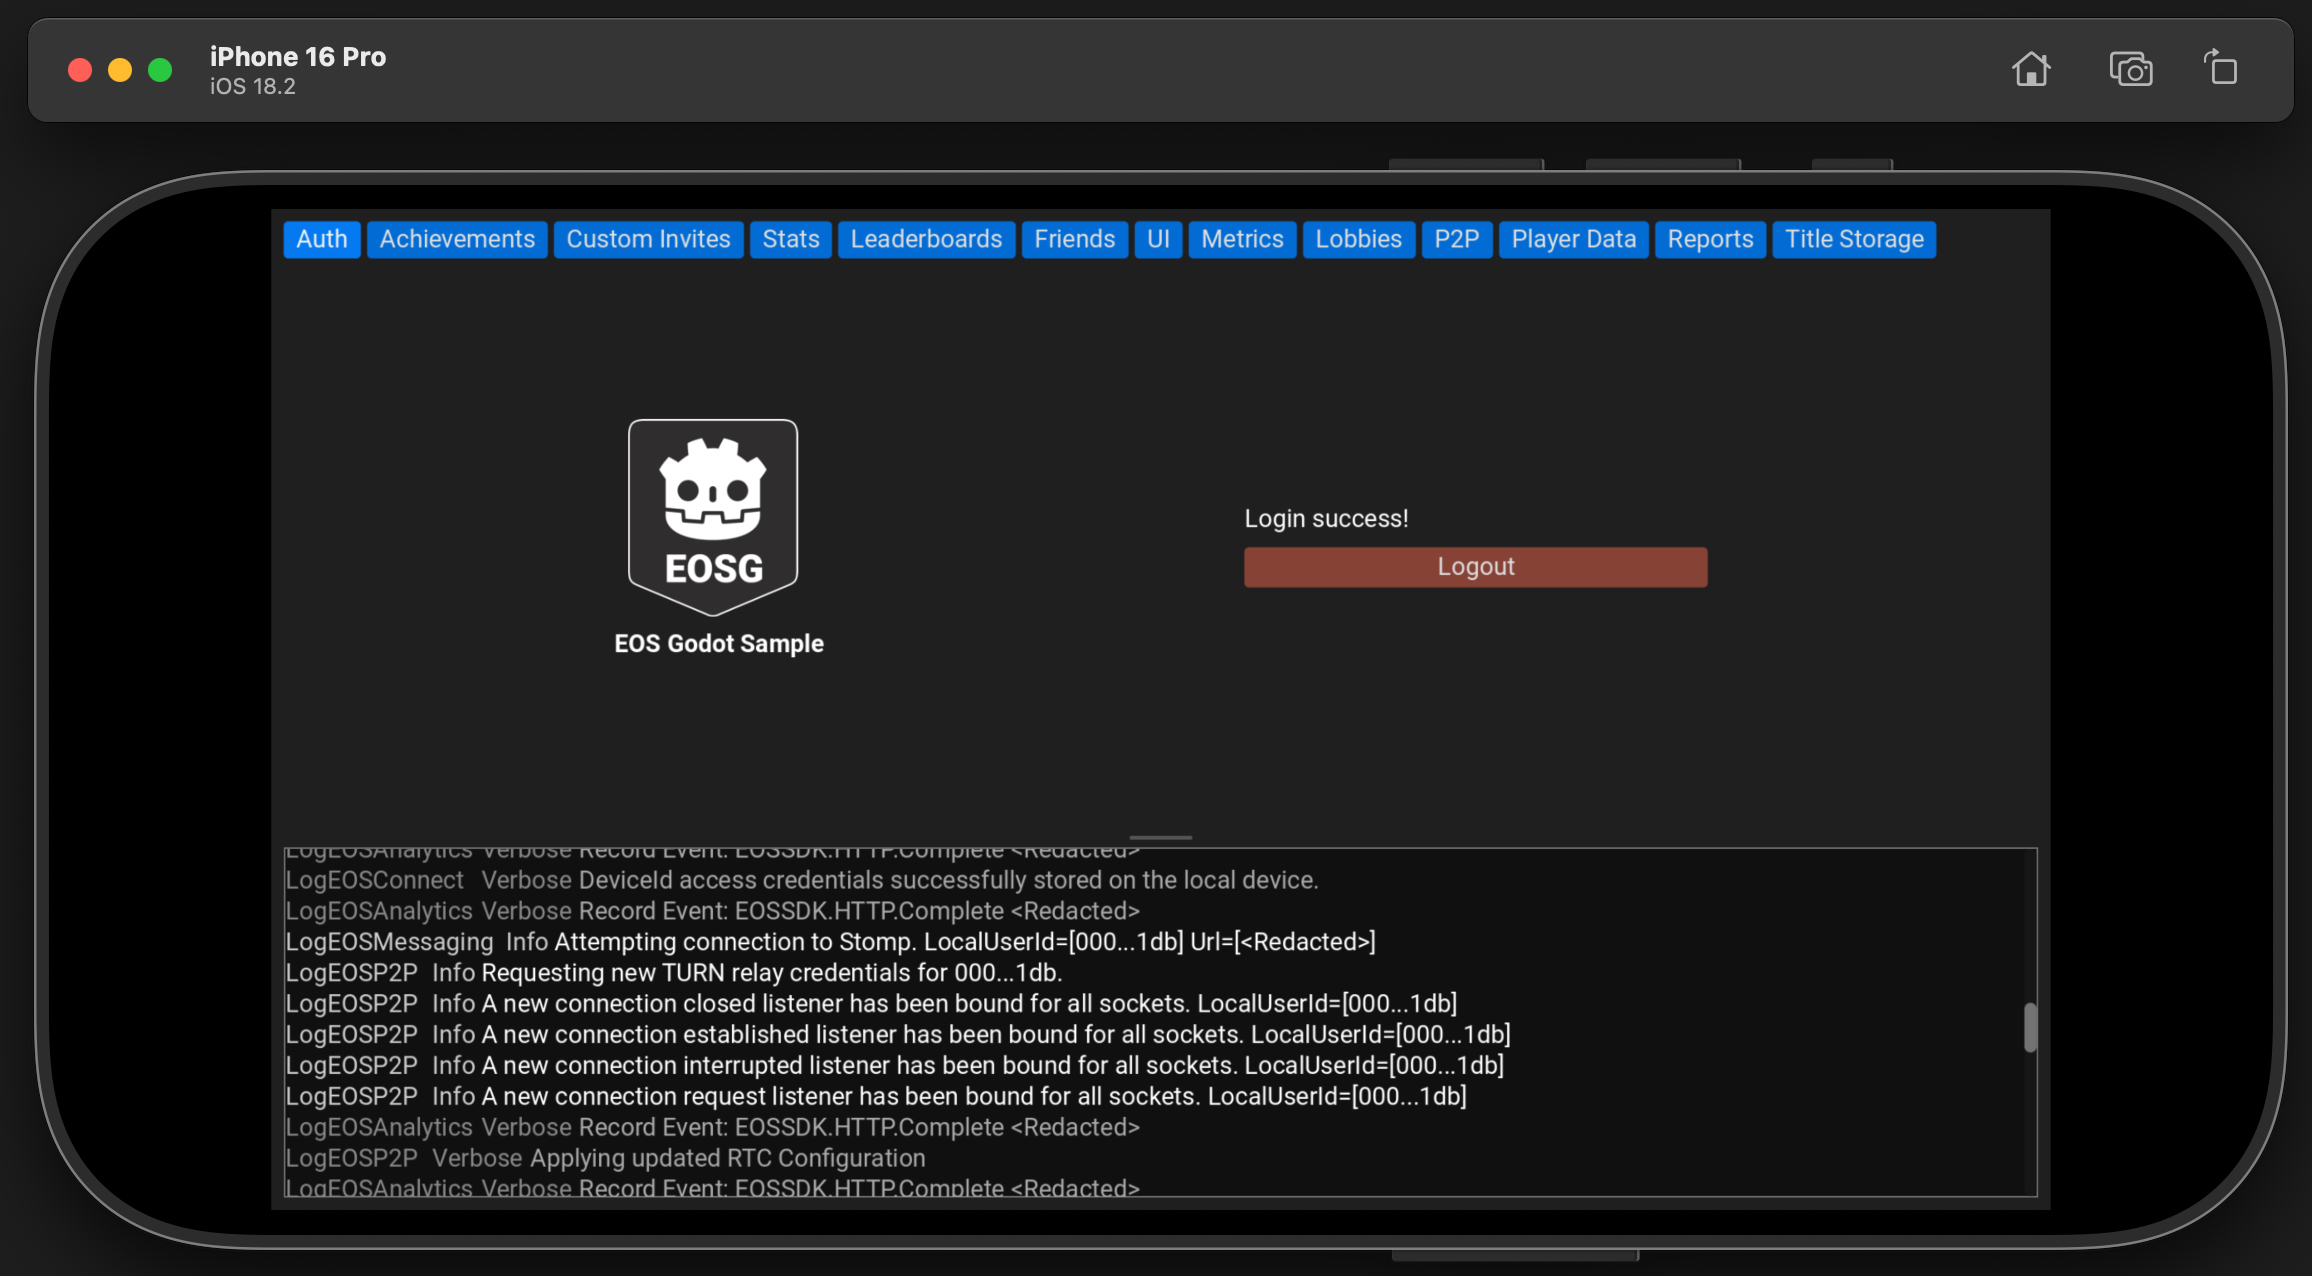 iPhone 16 Pro
iOS 18.2
Auth Achievements Custom Invites Stats Leaderboards Friends UI Metrics Lobbies P2P Player Data Reports Title Storage
EOSG
EOS Godot Sample
Login success!
Logout
LogEOSAnalytics Verbose Record Event: EOSSDK.HTTP.Complete <Redacted>
LogEOSConnect Verbose DeviceId access credentials successfully stored on the local device.
LogEOSAnalytics Verbose Record Event: EOSSDK.HTTP.Complete <Redacted>
LogEOSMessaging Info Attempting connection to Stomp. LocalUserId=[000...1db] Url=[<Redacted>]
LogEOSP2P Info Requesting new TURN relay credentials for 000...1db.
LogEOSP2P Info A new connection closed listener has been bound for all sockets. LocalUserId=[000...1db]
LogEOSP2P Info A new connection established listener has been bound for all sockets. LocalUserId=[000...1db]
LogEOSP2P Info A new connection interrupted listener has been bound for all sockets. LocalUserId=[000...1db]
LogEOSP2P Info A new connection request listener has been bound for all sockets. LocalUserId=[000...1db]
LogEOSAnalytics Verbose Record Event: EOSSDK.HTTP.Complete <Redacted>
LogEOSP2P Verbose Applying updated RTC Configuration
LogEOSAnalytics Verbose Record Event: EOSSDK.HTTP.Complete <Redacted>